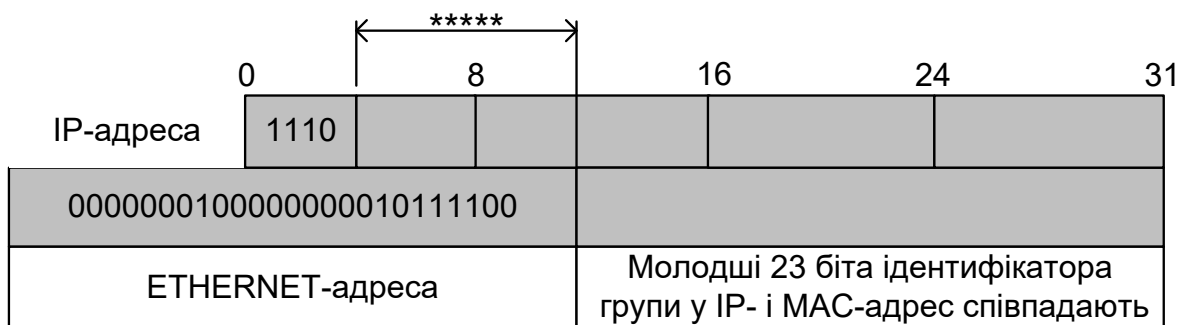 *****
0 8 16 24 31
IP-адреса 1110
0000000100000000010111100
ETHERNET-адреса
Молодші 23 біта ідентифікатора
групи у IP- і MAC-адрес співпадають